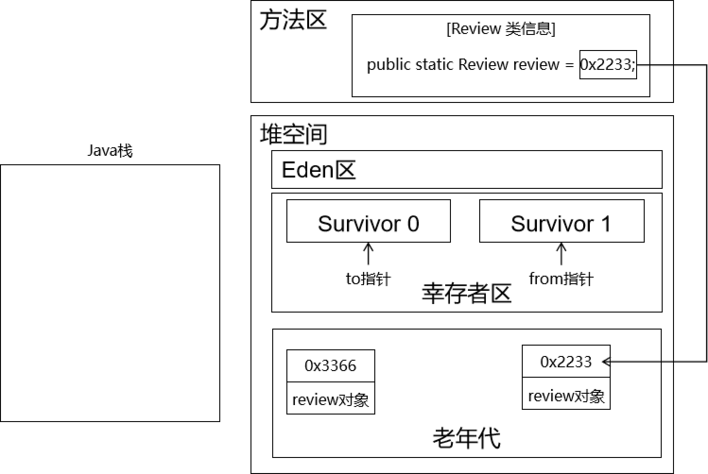 方法区
[Review 类信息]
public static Review review = 0x2233;
堆空间
Java栈
Eden区
Survivor 0
Survivor 1
to指针
from指针
幸存者区
0x3366
0x2233
review对象
review对象
老年代